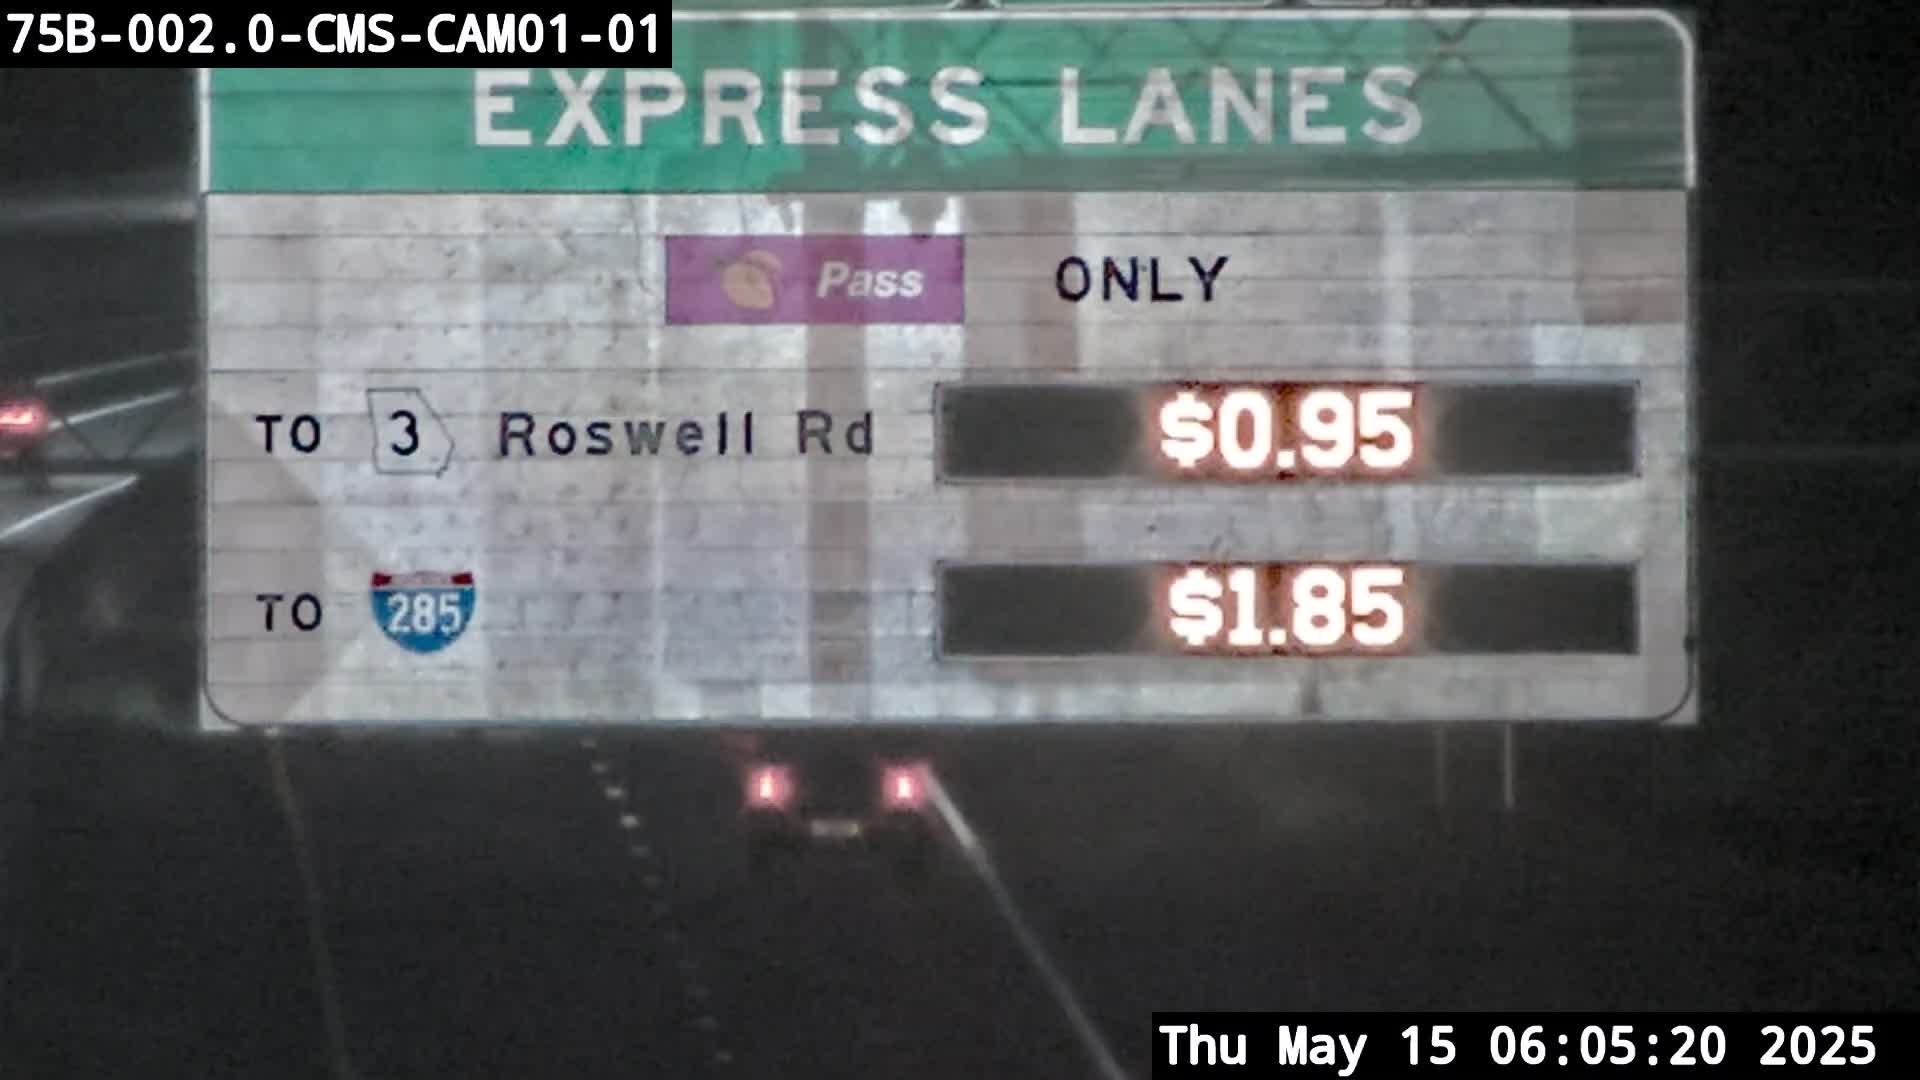 75B-002.0-CMS-CAM01-01
EXPRESS LANES
Pass ONLY
TO 3 Roswell Rd $0.95
TO 285 $1.85
Thu May 15 06:05:20 2025